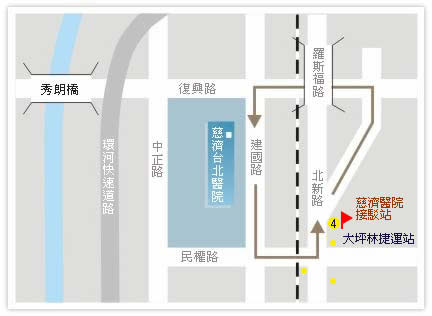 羅斯福路
秀朗橋
復興路
環河快速道路
中正路
慈濟台北醫院
建國路
北新路
慈濟醫院
接駁站
4
大坪林捷運站
民權路